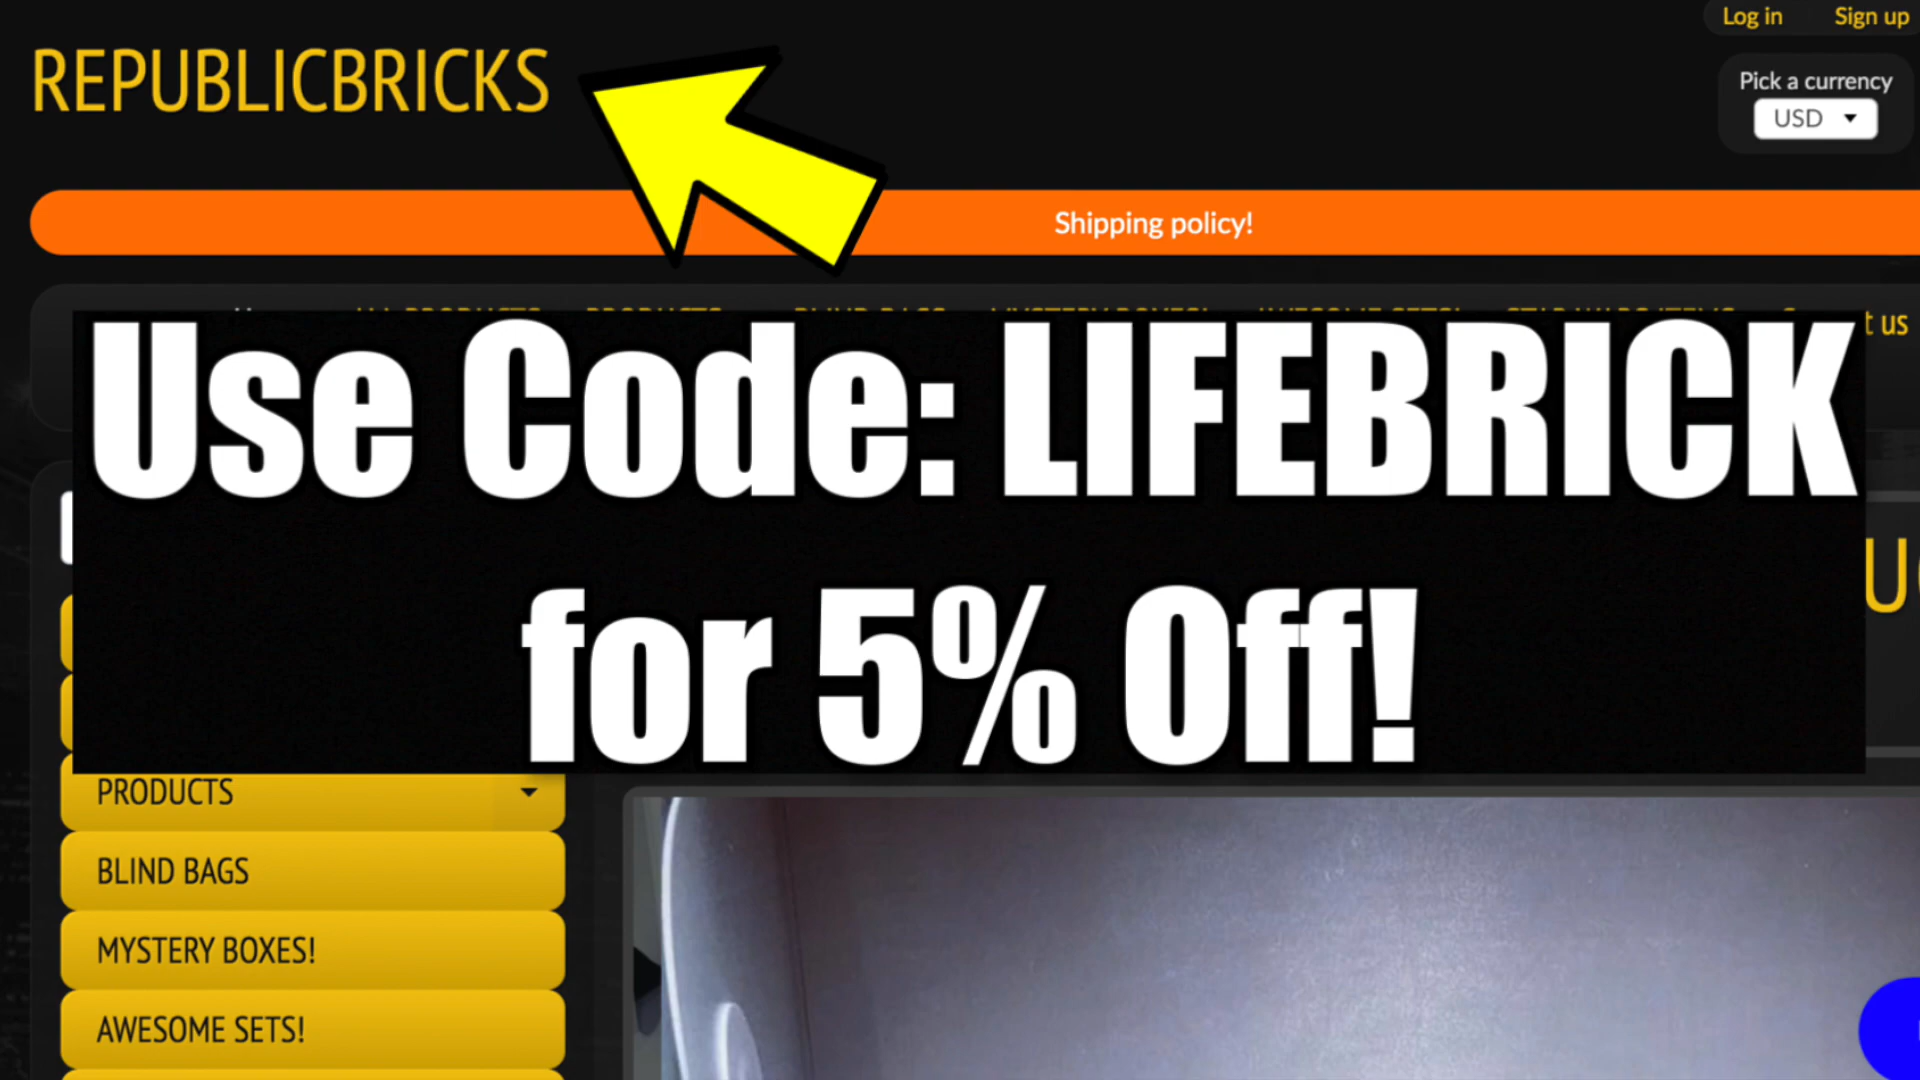 Log in Sign up
REPUBLICBRICKS
Pick a currency
USD
Shipping policy!
t us
Use Code: LIFEBRICK
for 5% Off!
PRODUCTS
BLIND BAGS
MYSTERY BOXES!
AWESOME SETS!